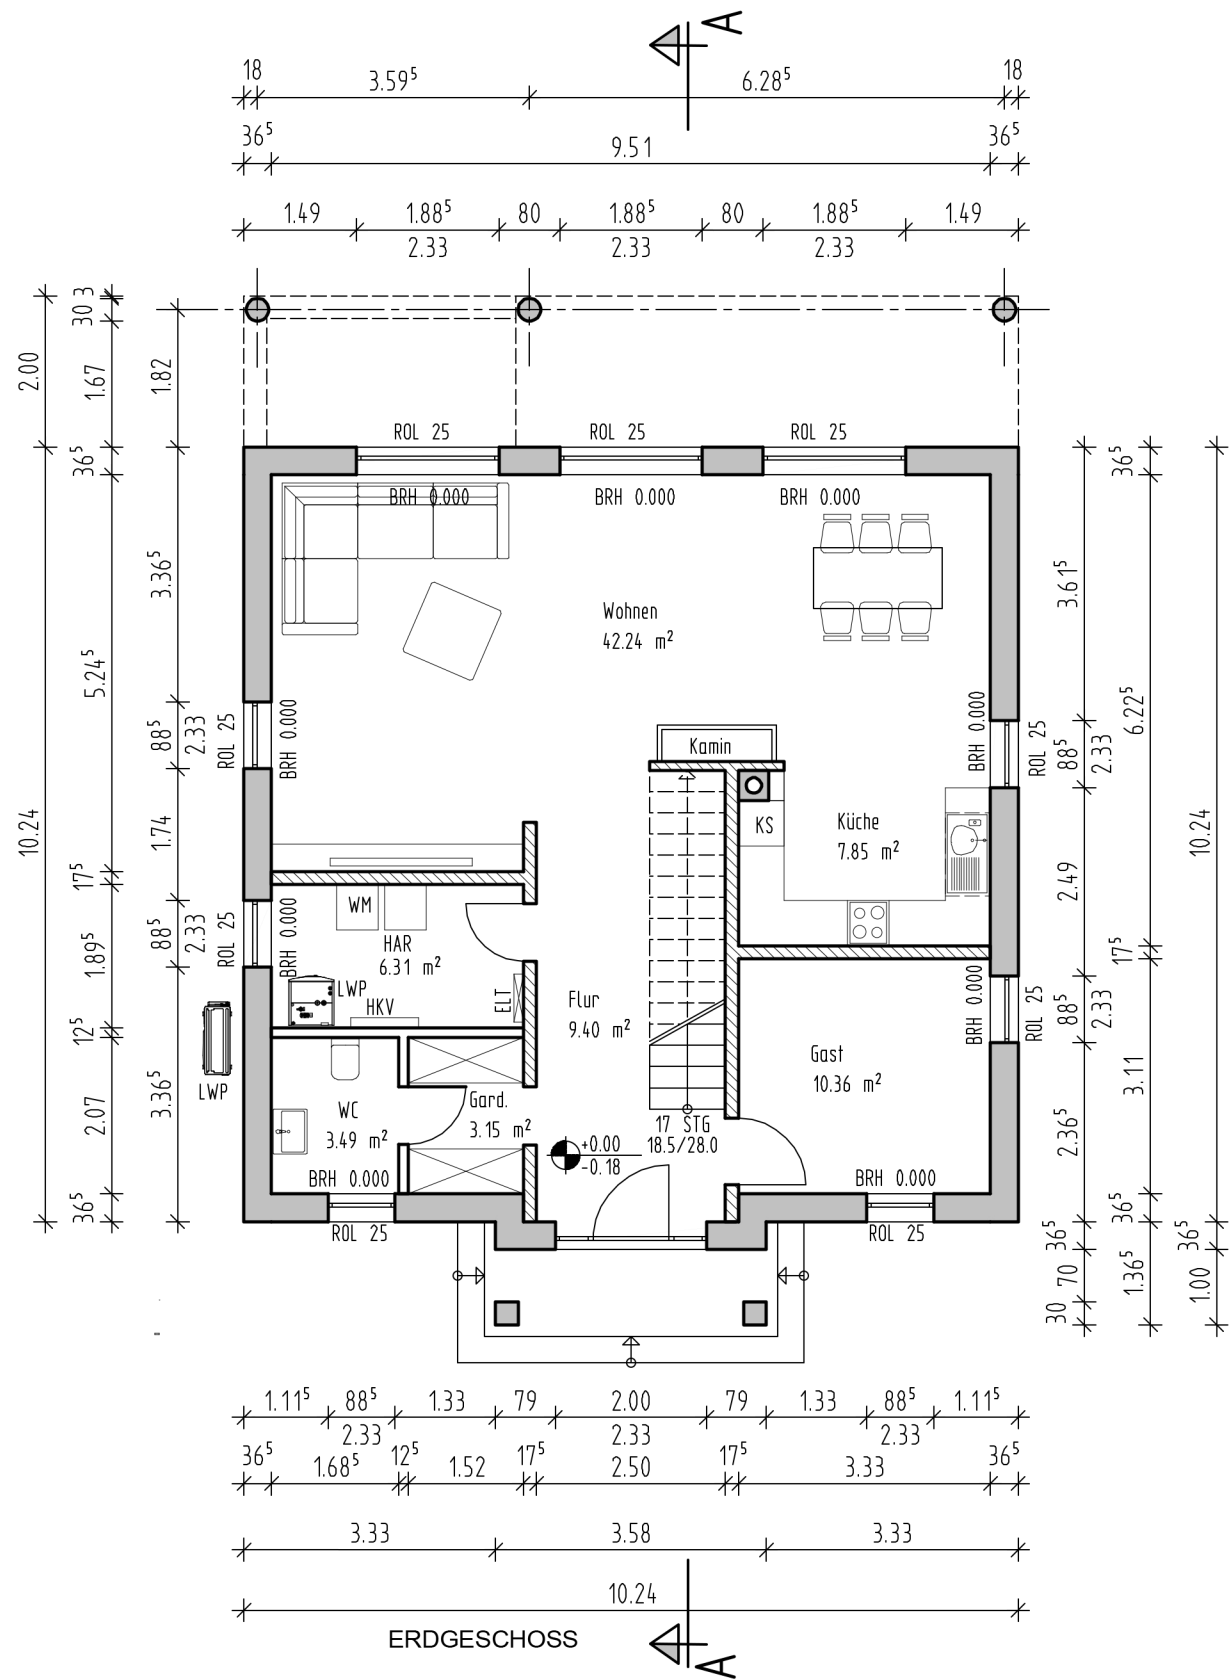 A
18 3.59⁵ 6.28⁵ 18
36⁵ 9.51 36⁵
1.49 1.88⁵ 80 1.88⁵ 80 1.88⁵ 1.49
2.33 2.33 2.33
3
30
2.00
1.67
1.82
ROL 25 ROL 25 ROL 25
36⁵ 36⁵
BRH 0.000 BRH 0.000 BRH 0.000
3.36⁵ 3.61⁵
Wohnen
42.24 m²
5.24⁵ 6.22⁵
88⁵
2.33
ROL 25
BRH 0.000
BRH 0.000
ROL 25
88⁵
2.33
Kamin
10.24
1.74
KS
Küche
7.85 m²
2.49
10.24
17⁵
1.89⁵
88⁵
2.33
ROL 25
BRH 0.000
WM
HAR
6.31 m²
LWP
HKV
ELT
Flur
9.40 m²
17⁵
BRH 0.000
ROL 25
88⁵
2.33
Gast
10.36 m²
3.11
12⁵
LWP
2.07
3.36⁵
WC
3.49 m²
Gard.
3.15 m²
17 STG
18.5/28.0
+0.00
-0.18
2.36⁵
BRH 0.000 BRH 0.000
36⁵ 36⁵
ROL 25 ROL 25
36⁵
70
30
1.36⁵
36⁵
1.00
1.11⁵ 88⁵ 1.33 79 2.00 79 1.33 88⁵ 1.11⁵
2.33 2.33 2.33
36⁵ 1.68⁵ 12⁵ 1.52 17⁵ 2.50 17⁵ 3.33 36⁵
3.33 3.58 3.33
10.24
ERDGESCHOSS
A